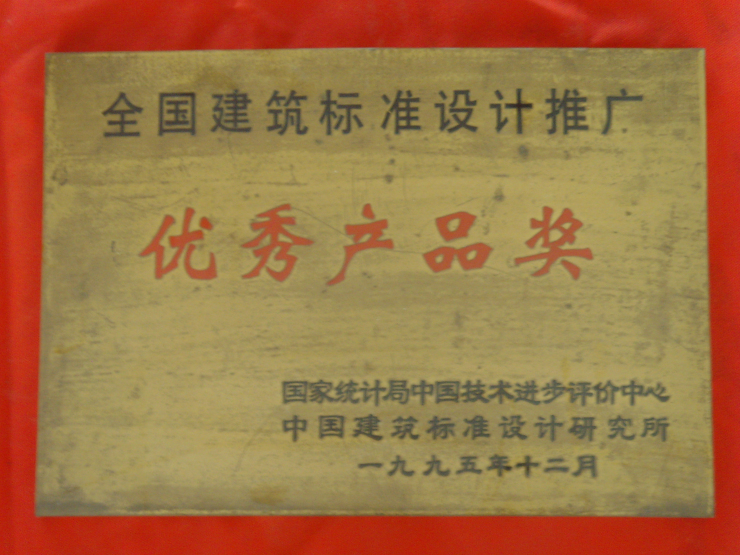 全国建筑标准设计推广
优秀产品奖
国家统计局中国技术进步评价中心
中国建筑标准设计研究所
一九九五年十二月